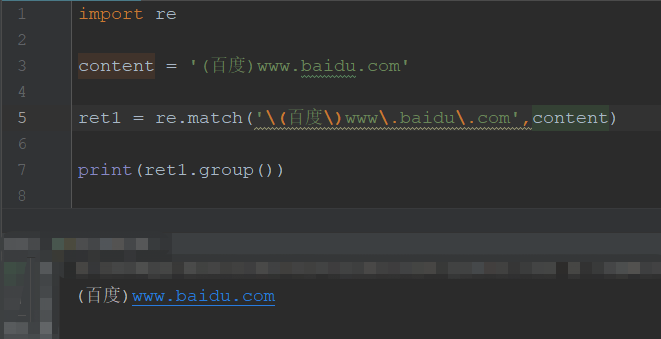 1 import re
2
3 content = '(百度)www.baidu.com'
4
5 ret1 = re.match('\(百度\)www\.baidu\.com',content)
6
7 print(ret1.group())
8
(百度)www.baidu.com